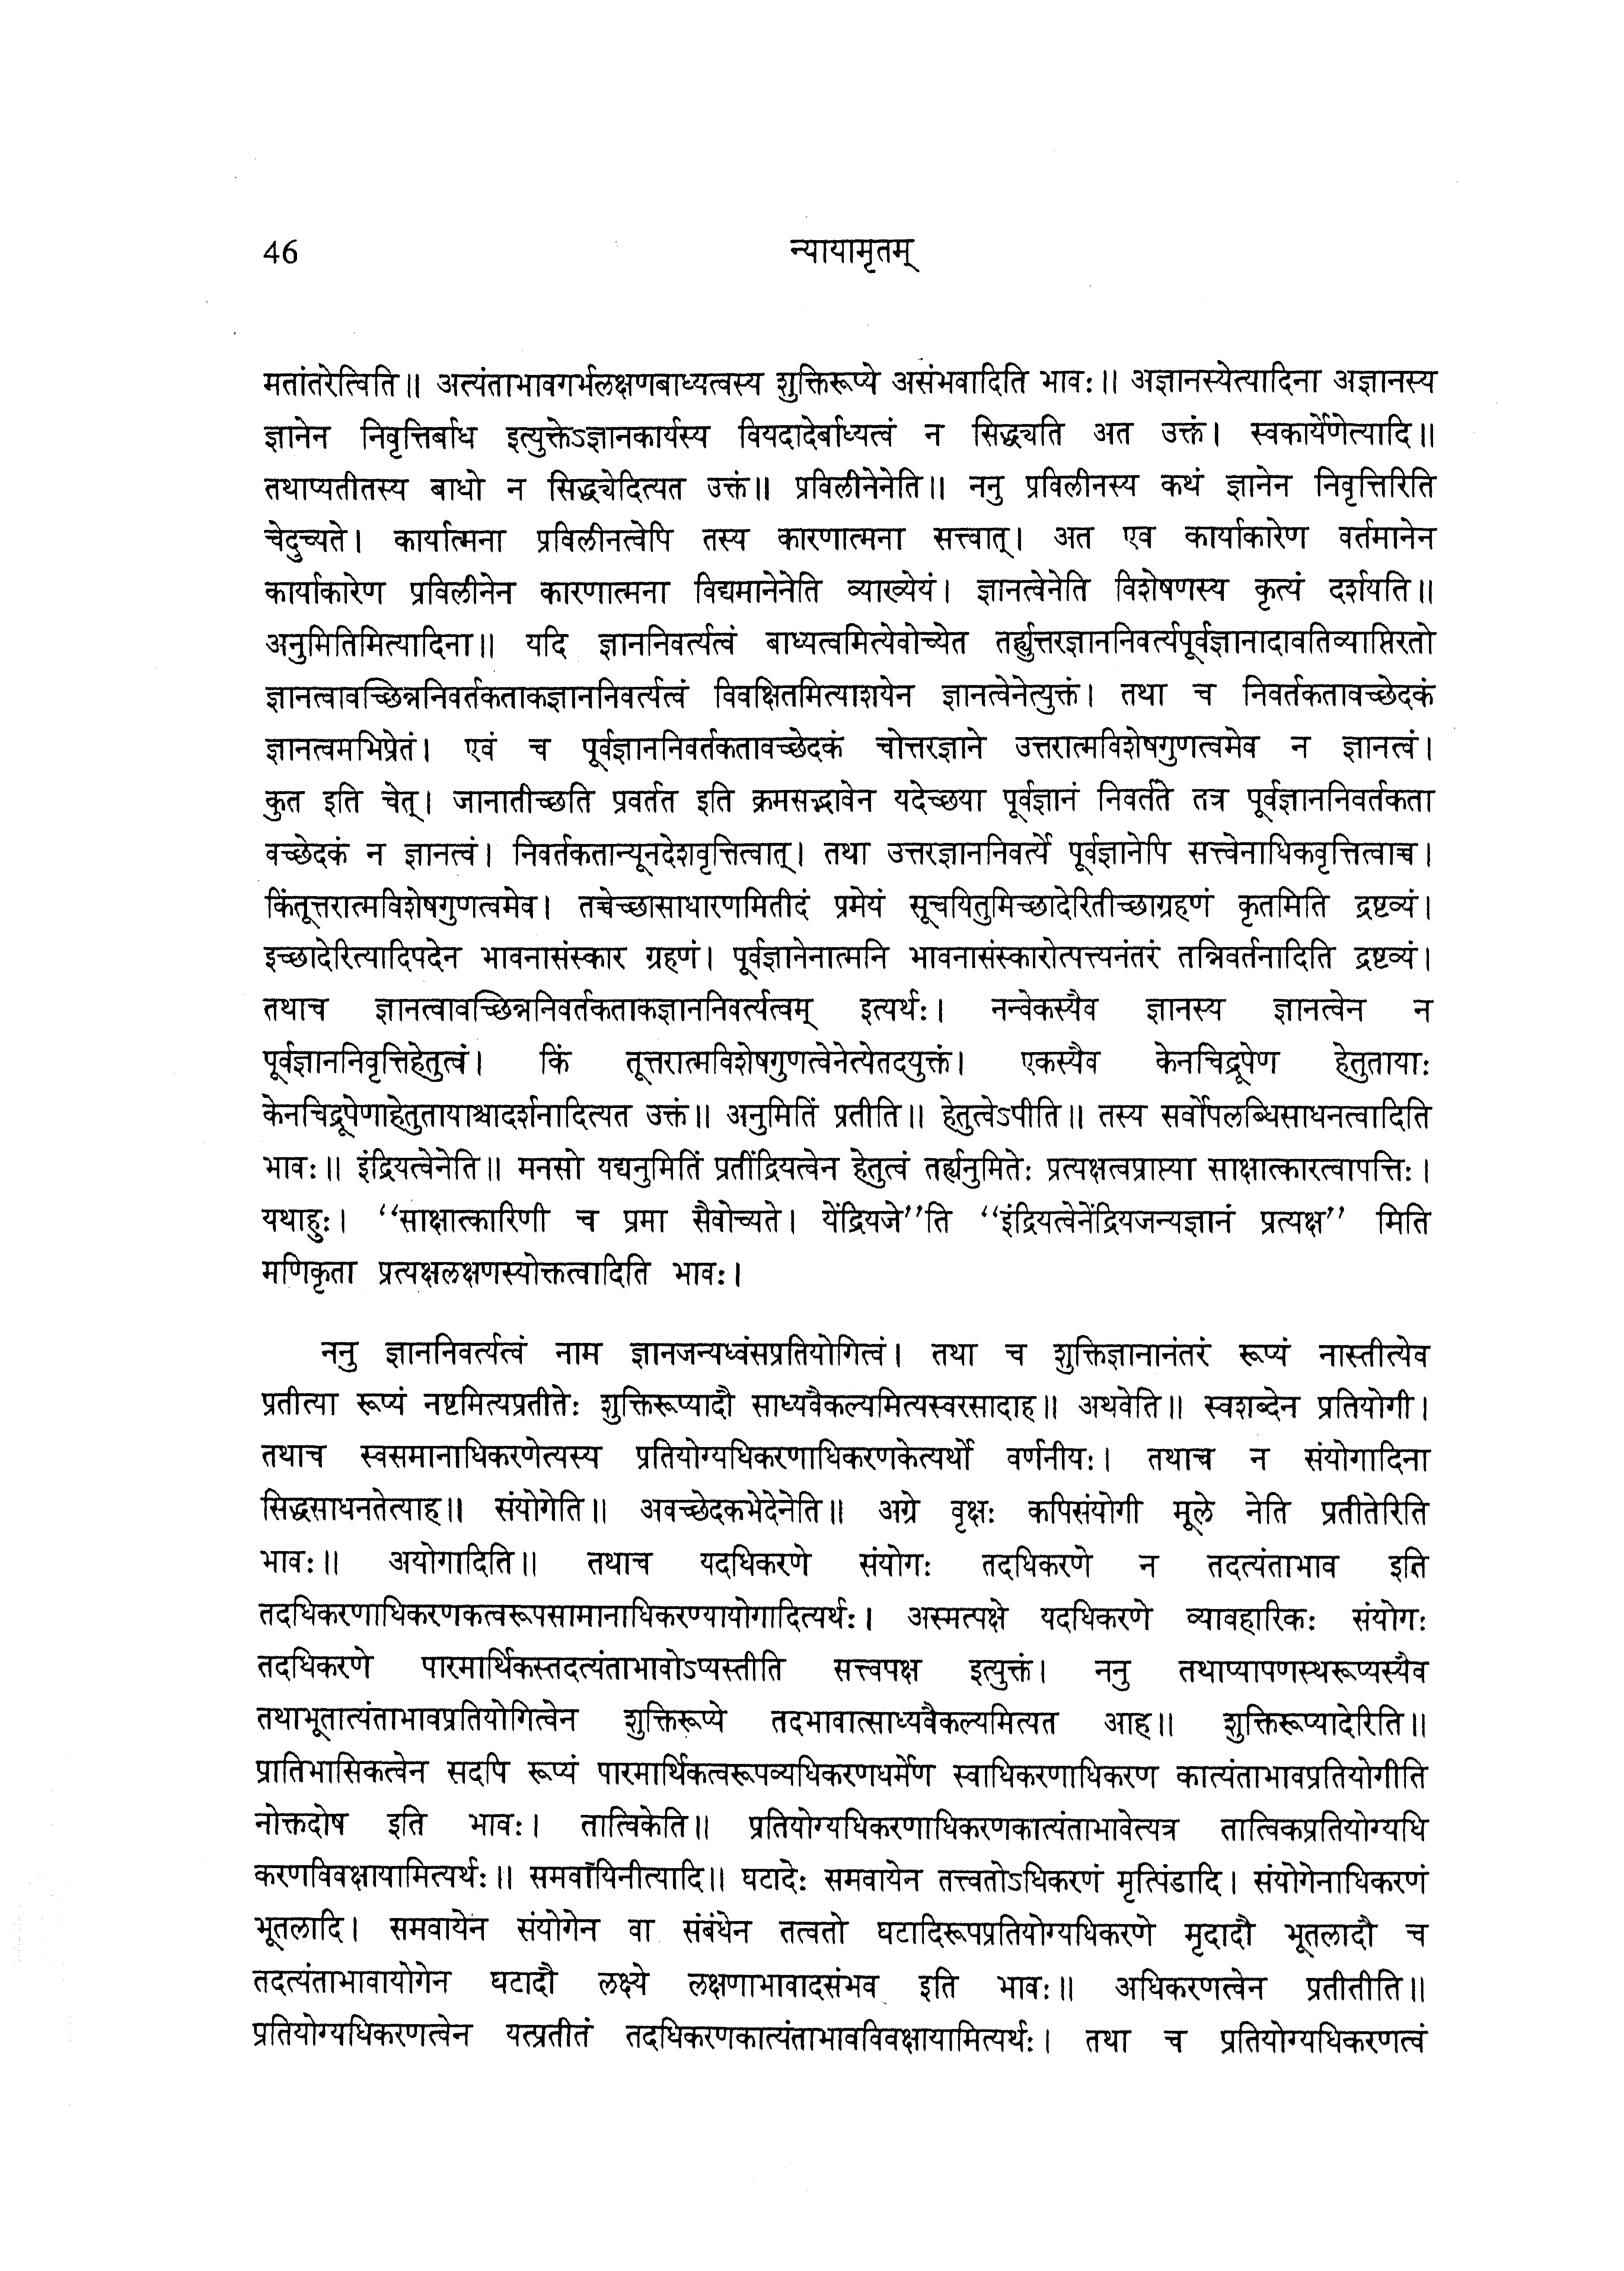 46
न्यायामृतम्
मतांतरेत्विति॥ अत्यंताभावगर्भलक्षणबाध्यत्वस्य शुक्तिरूप्ये असंभवादिति भावः॥ अज्ञानस्येत्यादिना अज्ञानस्य
ज्ञानेन निवृत्तिर्बाध इत्युक्तेऽज्ञानकार्यस्य वियदादेर्बाध्यत्वं न सिद्ध्यति अत उक्तं। स्वकार्येणेत्यादि॥
तथाप्यतीतस्य बाधो न सिद्ध्येदित्यत उक्तं॥ प्रविलीनेनेति॥ ननु प्रविलीनस्य कथं ज्ञानेन निवृत्तिरिति
चेदुच्यते। कार्यात्मना प्रविलीनत्वेपि तस्य कारणात्मना सत्त्वात्। अत एव कार्याकारेण वर्तमानेन
कार्याकारेण प्रविलीनेन कारणात्मना विद्यमानेनेति व्याख्येयं। ज्ञानत्वेनेति विशेषणस्य कृत्यं दर्शयति॥
अनुमितिमित्यादिना॥ यदि ज्ञाननिवर्त्यत्वं बाध्यत्वमित्येवोच्येत तर्ह्युत्तरज्ञाननिवर्त्यपूर्वज्ञानादावतिव्याप्तिरतो
ज्ञानत्वावच्छिन्ननिवर्तकताकज्ञाननिवर्त्यत्वं विवक्षितमित्याशयेन ज्ञानत्वेनेत्युक्तं। तथा च निवर्तकतावच्छेदकं
ज्ञानत्वमभिप्रेतं। एवं च पूर्वज्ञाननिवर्तकतावच्छेदकं चोत्तरज्ञाने उत्तरात्मविशेषगुणत्वमेव न ज्ञानत्वं।
कुत इति चेत्। जानातीच्छति प्रवर्तत इति क्रमसद्भावेन यदेच्छया पूर्वज्ञानं निवर्तते तत्र पूर्वज्ञाननिवर्तकता
वच्छेदकं न ज्ञानत्वं। निवर्तकतान्यूनदेशवृत्तित्वात्। तथा उत्तरज्ञाननिवर्त्ये पूर्वज्ञानेपि सत्त्वेनाधिकवृत्तित्वाच्च।
किंतूत्तरात्मविशेषगुणत्वमेव। तच्चेच्छासाधारणमितीदं प्रमेयं सूचयितुमिच्छादेरितीच्छाग्रहणं कृतमिति द्रष्टव्यं।
इच्छादेरित्यादिपदेन भावनासंस्कार ग्रहणं। पूर्वज्ञानेनात्मनि भावनासंस्कारोत्पत्त्यनंतरं तन्निवर्तनादिति द्रष्टव्यं।
तथाच ज्ञानत्वावच्छिन्ननिवर्तकताकज्ञाननिवर्त्यत्वम् इत्यर्थः। नन्वेकस्यैव ज्ञानस्य ज्ञानत्वेन न
पूर्वज्ञाननिवृत्तिहेतुत्वं। किं तूत्तरात्मविशेषगुणत्वेनेत्येतदयुक्तं। एकस्यैव केनचिद्रूपेण हेतुतायाः
केनचिद्रूपेणाहेतुतायाश्चादर्शनादित्यत उक्तं॥ अनुमितिं प्रतीति॥ हेतुत्वेऽपीति॥ तस्य सर्वोपलब्धिसाधनत्वादिति
भावः॥ इंद्रियत्वेनेति॥ मनसो यद्यनुमितिं प्रतींद्रियत्वेन हेतुत्वं तर्ह्यनुमितेः प्रत्यक्षत्वप्राप्त्या साक्षात्कारत्वापत्तिः।
यथाहुः। “साक्षात्कारिणी च प्रमा सैवोच्यते। येंद्रियजे”ति “इंद्रियत्वेनेंद्रियजन्यज्ञानं प्रत्यक्ष” मिति
मणिकृता प्रत्यक्षलक्षणस्योक्तत्वादिति भावः।
ननु ज्ञाननिवर्त्यत्वं नाम ज्ञानजन्यध्वंसप्रतियोगित्वं। तथा च शुक्तिज्ञानानंतरं रूप्यं नास्तीत्येव
प्रतीत्या रूप्यं नष्टमित्यप्रतीतेः शुक्तिरूप्यादौ साध्यवैकल्यमित्यस्वरसादाह॥ अथवेति॥ स्वशब्देन प्रतियोगी।
तथाच स्वसमानाधिकरणेत्यस्य प्रतियोग्यधिकरणाधिकरणकेत्यर्थो वर्णनीयः। तथाच न संयोगादिना
सिद्धसाधनतेत्याह॥ संयोगेति॥ अवच्छेदकभेदेनेति॥ अग्रे वृक्षः कपिसंयोगी मूले नेति प्रतीतेरिति
भावः॥ अयोगादिति॥ तथाच यदधिकरणे संयोगः तदधिकरणे न तदत्यंताभाव इति
तदधिकरणाधिकरणकत्वरूपसामानाधिकरण्यायोगादित्यर्थः। अस्मत्पक्षे यदधिकरणे व्यावहारिकः संयोगः
तदधिकरणे पारमार्थिकस्तदत्यंताभावोऽप्यस्तीति सत्त्वपक्ष इत्युक्तं। ननु तथाप्यापणस्थरूप्यस्यैव
तथाभूतात्यंताभावप्रतियोगित्वेन शुक्तिरूप्ये तदभावात्साध्यवैकल्यमित्यत आह॥ शुक्तिरूप्यादेरिति॥
प्रातिभासिकत्वेन सदपि रूप्यं पारमार्थिकत्वरूपव्यधिकरणधर्मेण स्वाधिकरणाधिकरण कात्यंताभावप्रतियोगीति
नोक्तदोष इति भावः। तात्विकेति॥ प्रतियोग्यधिकरणाधिकरणकात्यंताभावेत्यत्र तात्विकप्रतियोग्यधि
करणविवक्षायामित्यर्थः॥ समवायिनीत्यादि॥ घटादेः समवायेन तत्त्वतोऽधिकरणं मृत्पिंडादि। संयोगेनाधिकरणं
भूतलादि। समवायेन संयोगेन वा संबंधेन तत्वतो घटादिरूपप्रतियोग्यधिकरणे मृदादौ भूतलादौ च
तदत्यंताभावायोगेन घटादौ लक्ष्ये लक्षणाभावादसंभव इति भावः॥ अधिकरणत्वेन प्रतीतीति॥
प्रतियोग्यधिकरणत्वेन यत्प्रतीतं तदधिकरणकात्यंताभावविवक्षायामित्यर्थः। तथा च प्रतियोग्यधिकरणत्वं